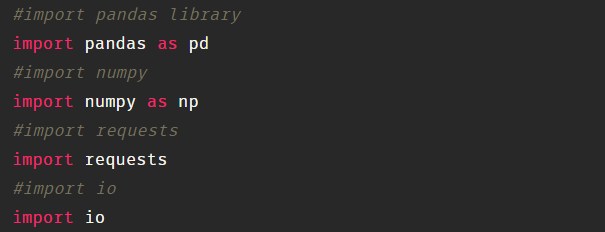 #import pandas library
import pandas as pd
#import numpy
import numpy as np
#import requests
import requests
#import io
import io